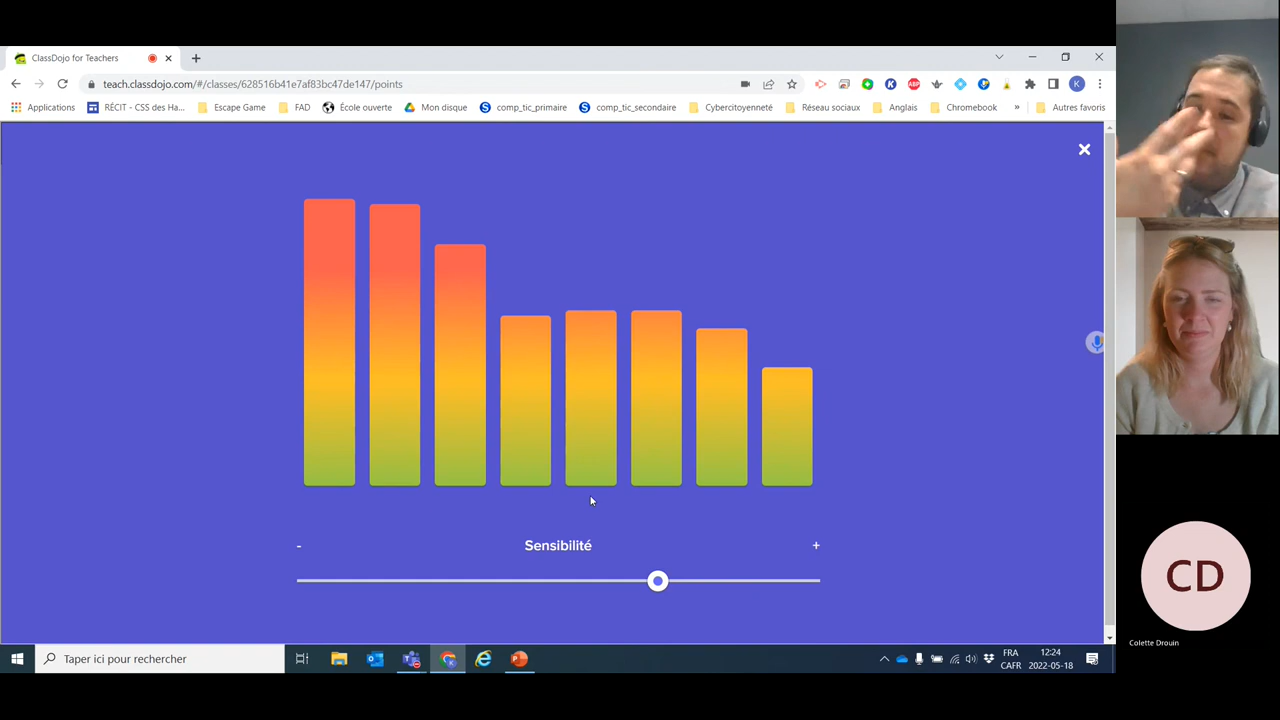 ClassDojo for Teachers
teach.classdojo.com/#/classes/628516b41e7af83bc47de147/points
K
Applications
RÉCIT - CSS des Ha...
Escape Game
FAD
École ouverte
Mon disque
comp_tic_primaire
comp_tic_secondaire
Cybercitoyenneté
Réseau sociaux
Anglais
Chromebook
»
Autres favoris
- Sensibilité +
CD
Colette Drouin
Taper ici pour rechercher
FRA
CAFR
12:24
2022-05-18